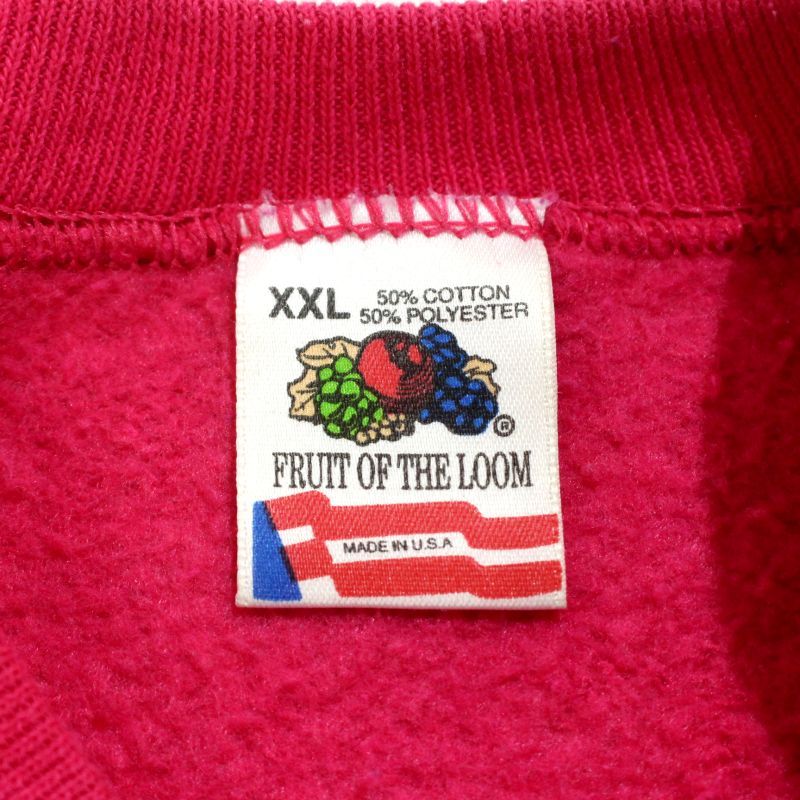 XXL 50% COTTON
50% POLYESTER
®
FRUIT OF THE LOOM
MADE IN U.S.A